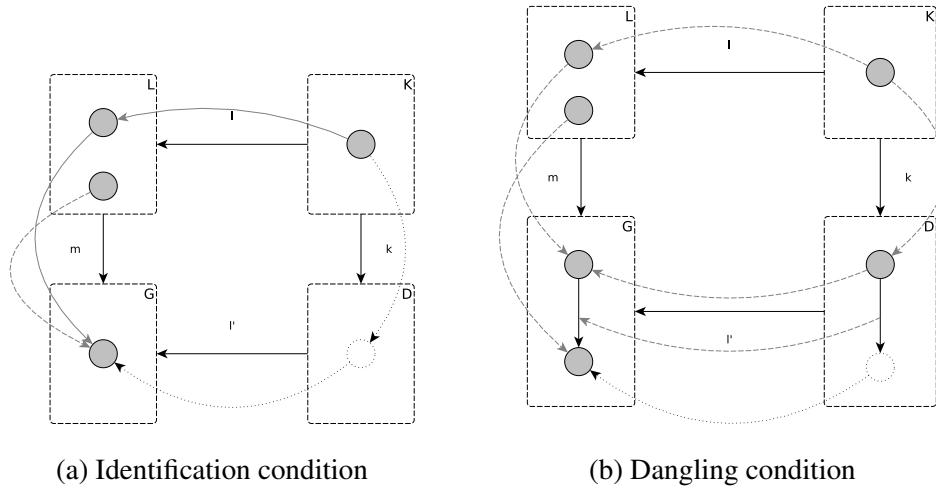 L
K
l
m
k
G
D
l'
(a) Identification condition
L
K
l
m
k
G
D
l'
(b) Dangling condition